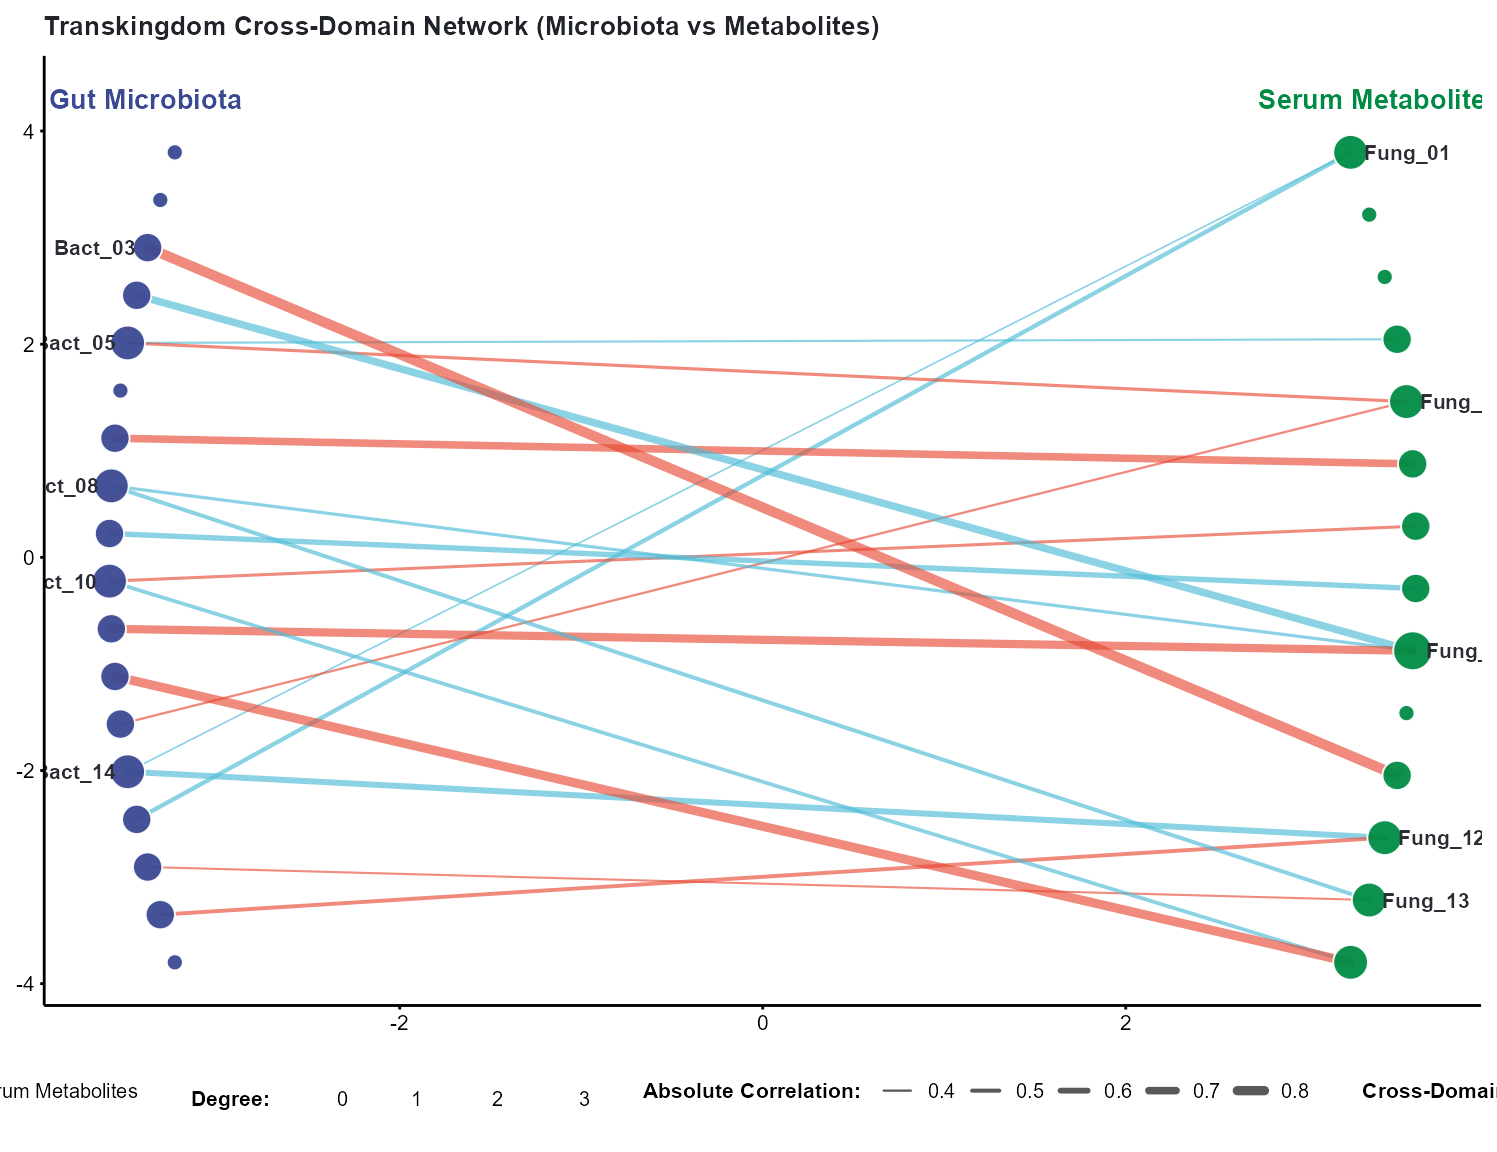 Transkingdom Cross-Domain Network (Microbiota vs Metabolites)
Gut Microbiota
Serum Metabolite
4
Fung_01
Bact_03
2
Bact_05
Fung_
ct_08
0
ct_10
Fung_
-2
Bact_14
Fung_12
Fung_13
-4
-2 0 2
rum Metabolites Degree: 0 1 2 3 Absolute Correlation: 0.4 0.5 0.6 0.7 0.8 Cross-Domai